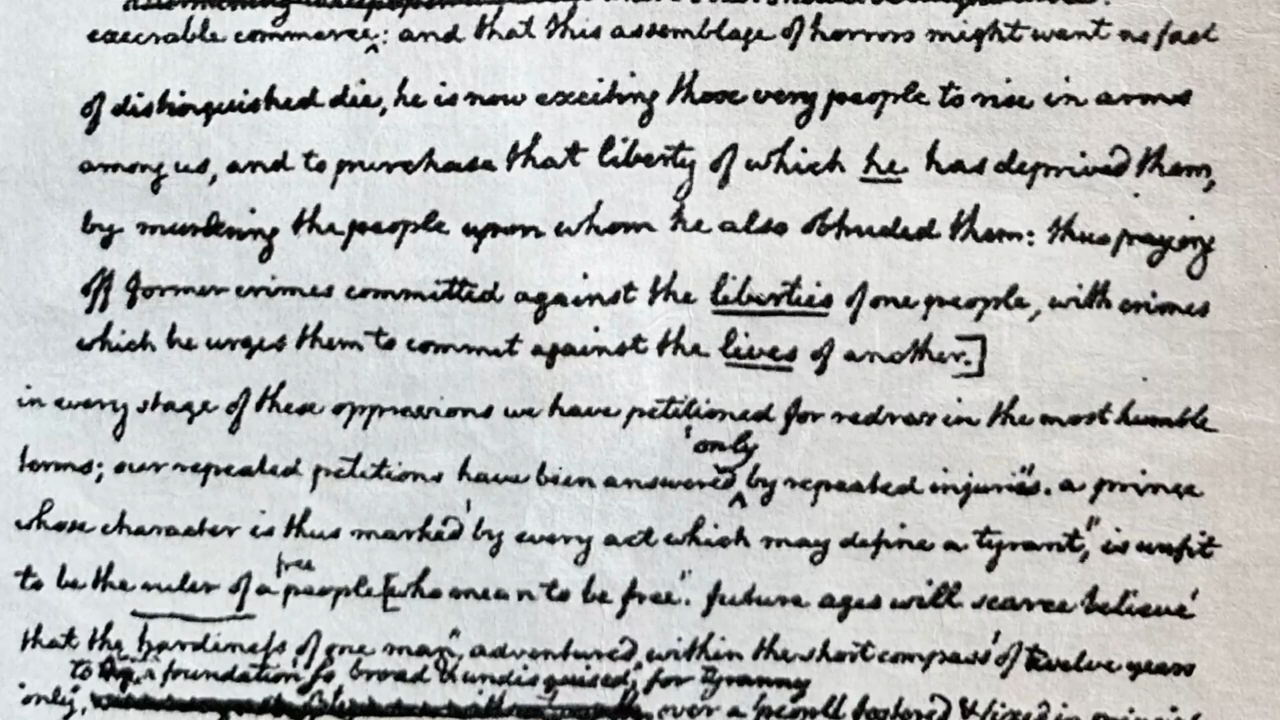 execrable commerce ^: and that this assemblage of horrors might want no fact
of distinguished die, he is now exciting those very people to rise in arms
among us, and to purchase that liberty of which he has deprived them,
by murdering the people upon whom he also obtruded them: thus paying
off former crimes committed against the liberties of one people, with crimes
which he urges them to commit against the lives of another.]
in every stage of these oppressions we have petitioned for redress in the most humble
only
terms; our repeated petitions have been answered ^ by repeated injuries. a prince
whose character is thus marked by every act which may define a tyrant, is unfit
free
to be the ruler of a people [who mean to be free. future ages will scarce believe
that the hardiness of one man, adventured within the short compass of twelve years
foundation so broad & undisguised, for tyranny
only, over a people fostered & fixed in